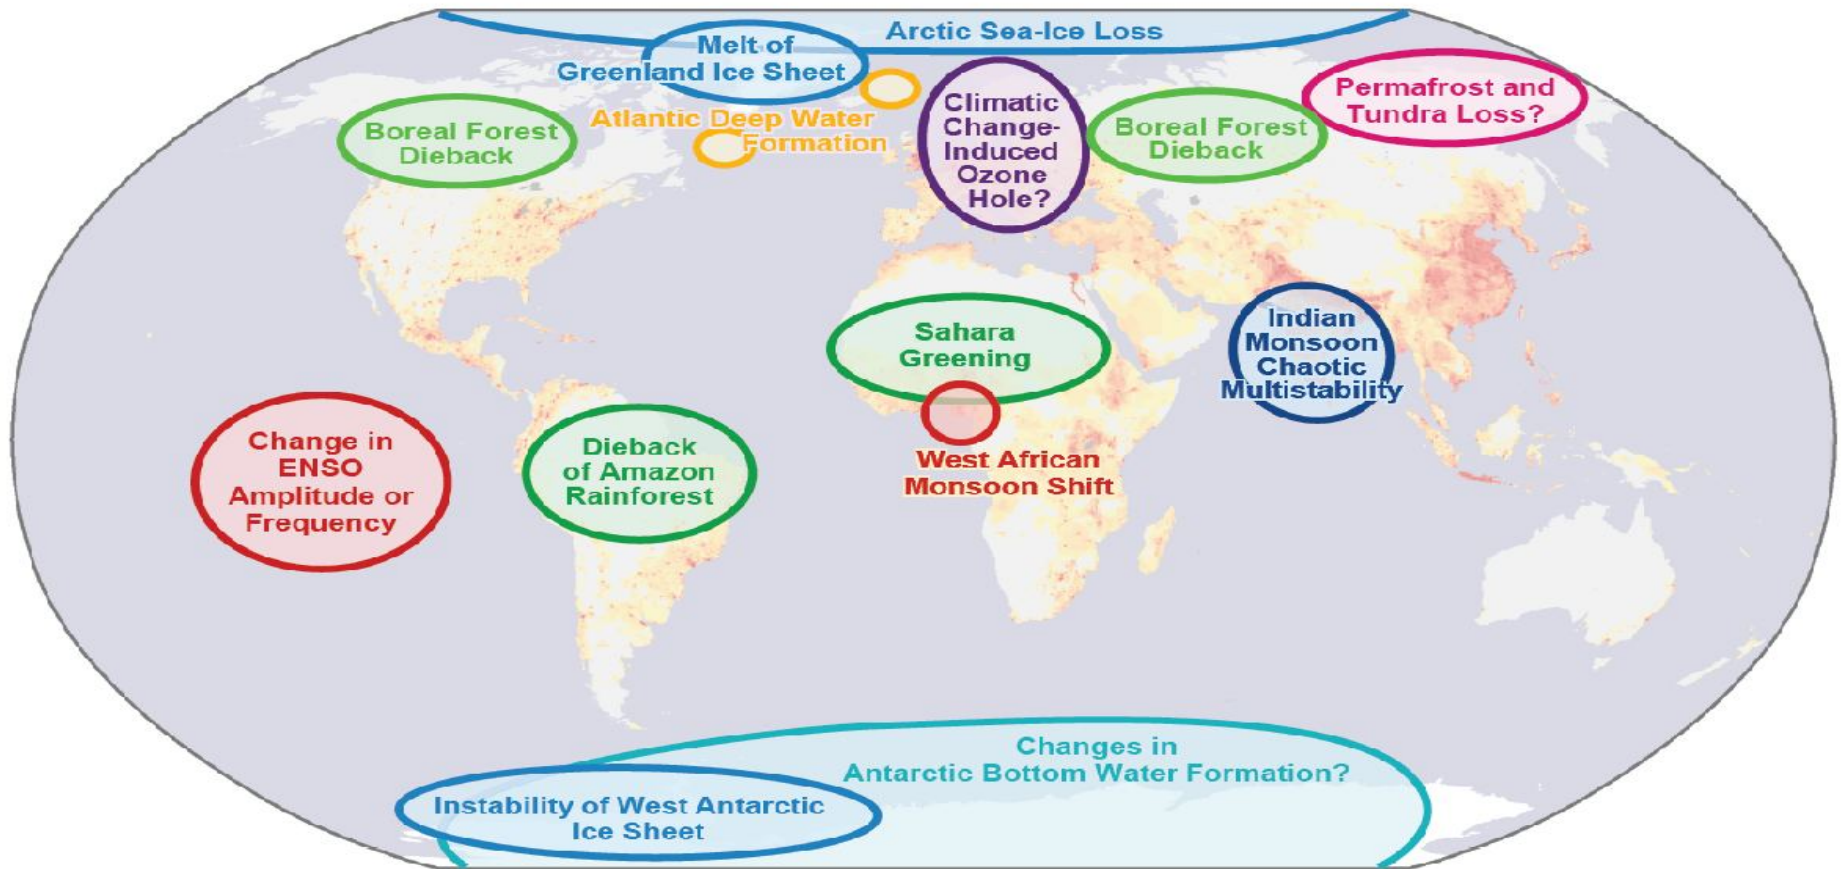 Arctic Sea-Ice Loss
Melt of
Greenland Ice Sheet
Atlantic Deep Water
Formation
Climatic
Change-
Induced
Ozone
Hole?
Permafrost and
Tundra Loss?
Boreal Forest
Dieback
Boreal Forest
Dieback
Sahara
Greening
Indian
Monsoon
Chaotic
Multistability
Change in
ENSO
Amplitude or
Frequency
Dieback
of Amazon
Rainforest
West African
Monsoon Shift
Changes in
Antarctic Bottom Water Formation?
Instability of West Antarctic
Ice Sheet